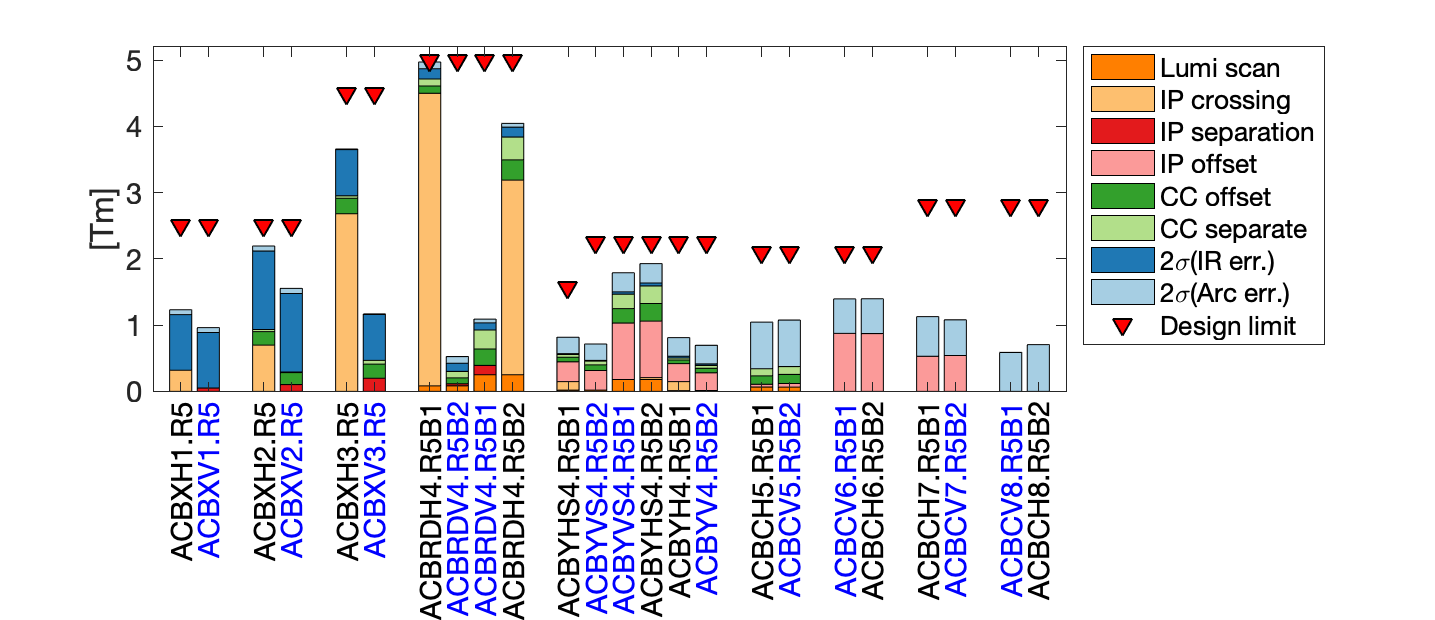 [Tm]
5
4
3
2
1
0
ACBXH1.R5
ACBXV1.R5
ACBXH2.R5
ACBXV2.R5
ACBXH3.R5
ACBXV3.R5
ACBRDH4.R5B1
ACBRDV4.R5B2
ACBRDV4.R5B1
ACBRDH4.R5B2
ACBYHS4.R5B1
ACBYVS4.R5B2
ACBYVS4.R5B1
ACBYHS4.R5B2
ACBYH4.R5B1
ACBYV4.R5B2
ACBCH5.R5B1
ACBCV5.R5B2
ACBCV6.R5B1
ACBCH6.R5B2
ACBCH7.R5B1
ACBCV7.R5B2
ACBCV8.R5B1
ACBCH8.R5B2
Lumi scan
IP crossing
IP separation
IP offset
CC offset
CC separate
2σ(IR err.)
2σ(Arc err.)
Design limit